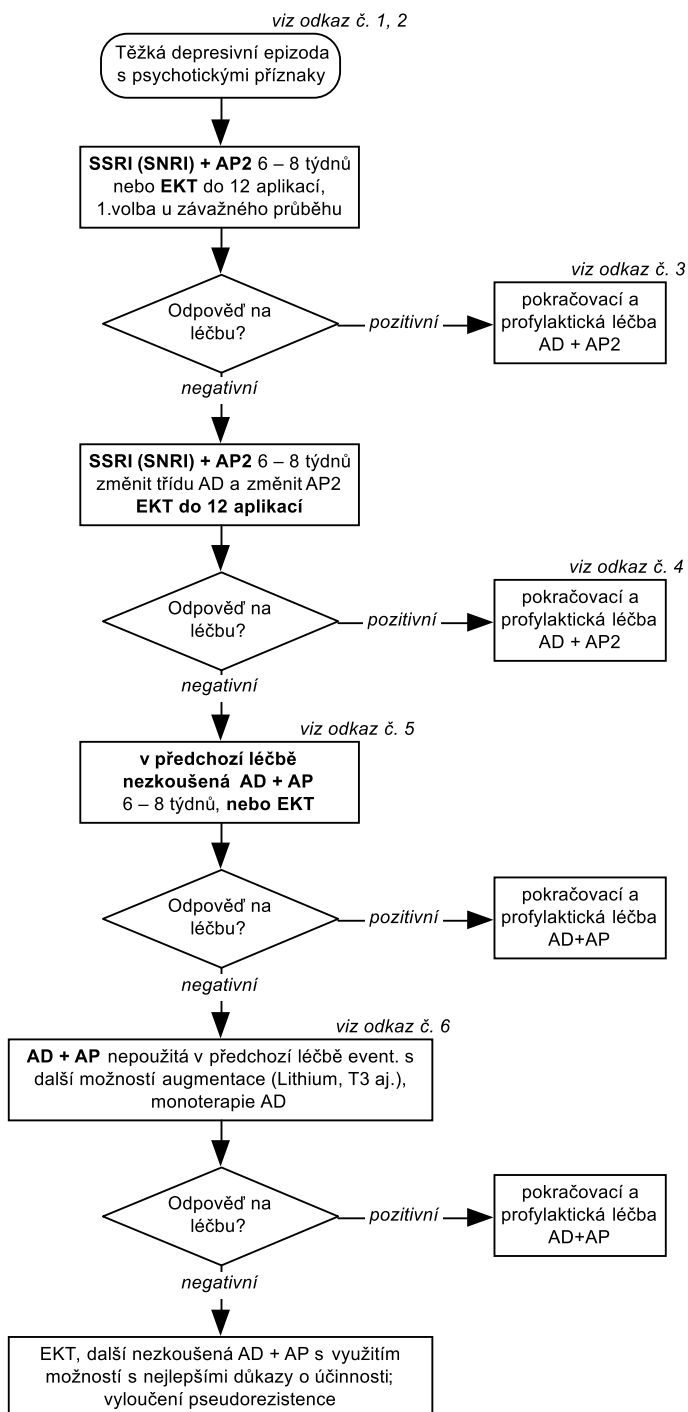 viz odkaz č. 1, 2
Těžká depresivní epizoda
s psychotickými příznaky
SSRI (SNRI) + AP2 6 – 8 týdnů
nebo EKT do 12 aplikací,
1.volba u závažného průběhu
viz odkaz č. 3
Odpověď na
léčbu?
pozitivní
pokračovací a
profylaktická léčba
AD + AP2
negativní
SSRI (SNRI) + AP2 6 – 8 týdnů
změnit třídu AD a změnit AP2
EKT do 12 aplikací
viz odkaz č. 4
Odpověď na
léčbu?
pozitivní
pokračovací a
profylaktická léčba
AD + AP2
negativní
viz odkaz č. 5
v předchozí léčbě
nezkoušená AD + AP
6 – 8 týdnů, nebo EKT
Odpověď na
léčbu?
pozitivní
pokračovací a
profylaktická léčba
AD+AP
negativní
viz odkaz č. 6
AD + AP nepoužitá v předchozí léčbě event. s
další možností augmentace (Lithium, T3 aj.),
monoterapie AD
Odpověď na
léčbu?
pozitivní
pokračovací a
profylaktická léčba
AD+AP
negativní
EKT, další nezkoušená AD + AP s využitím
možností s nejlepšími důkazy o účinnosti;
vyloučení pseudorezistence